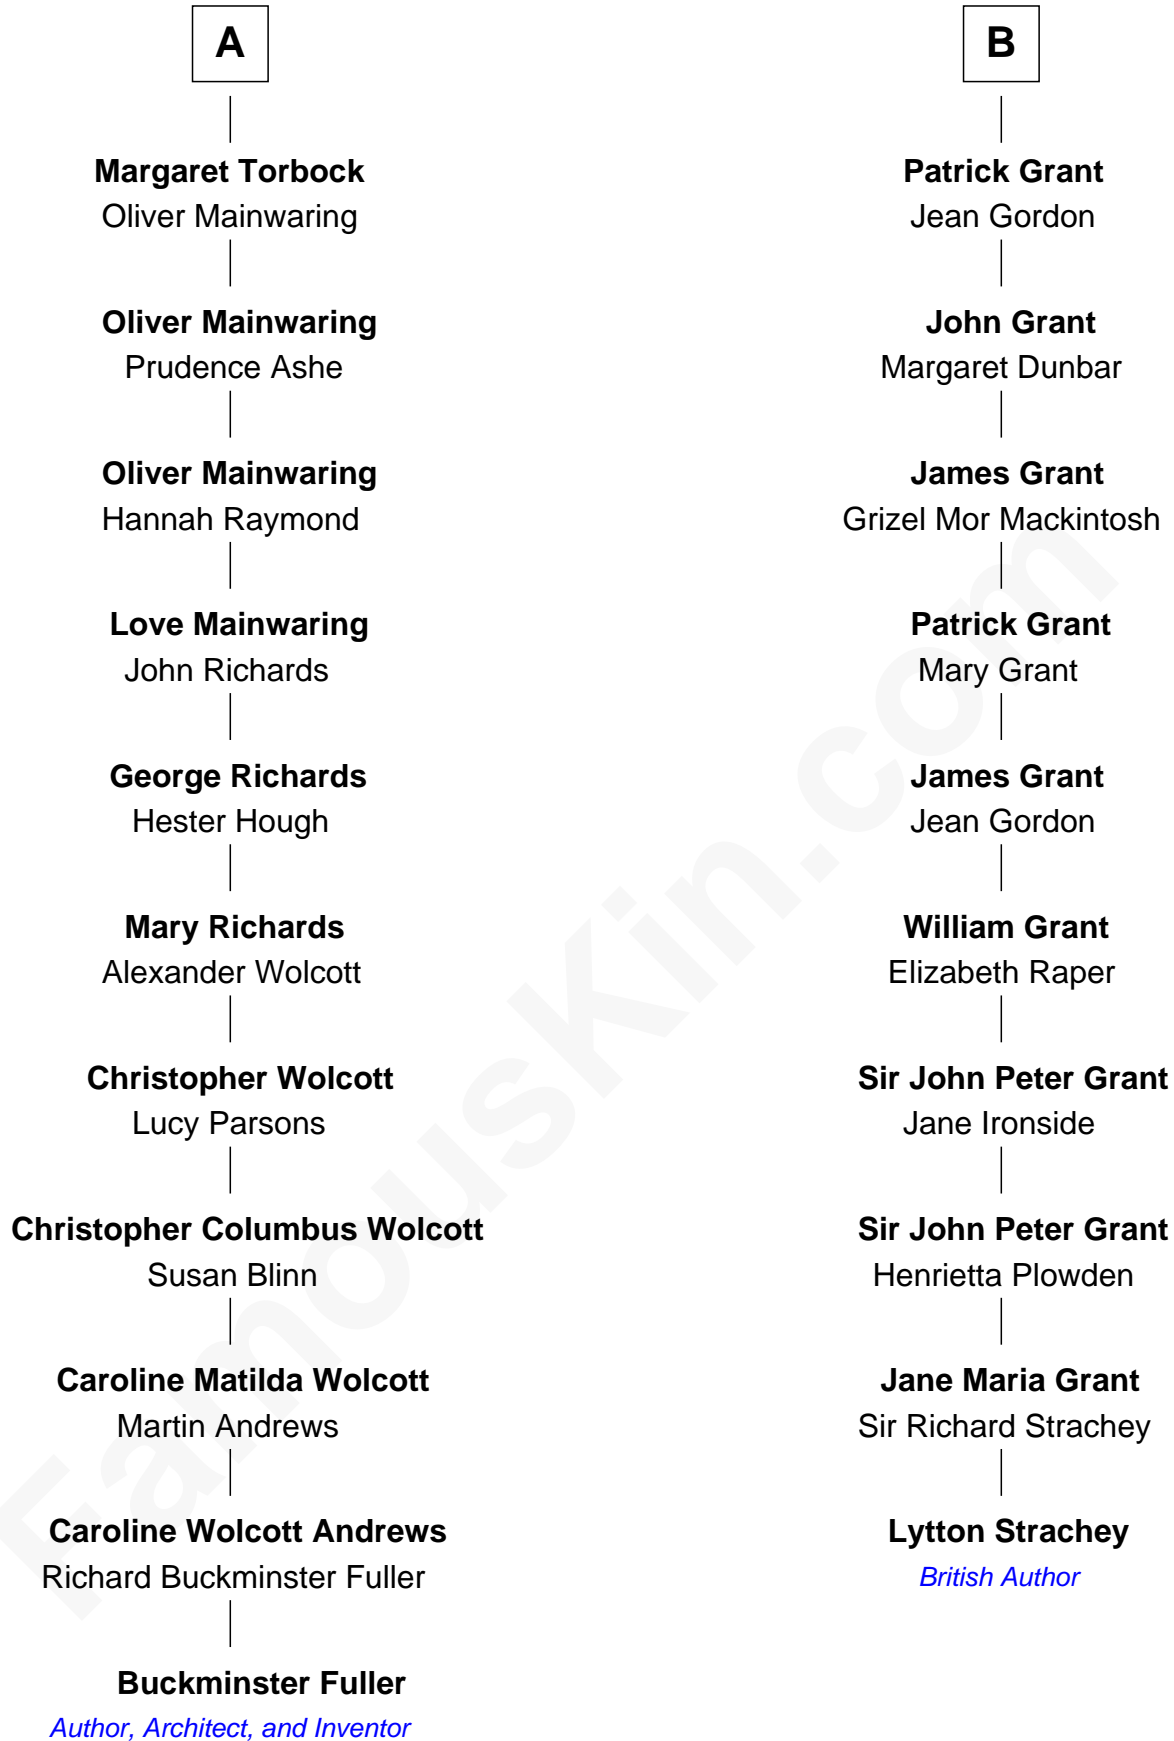 A
Margaret Torbock
Oliver Mainwaring
Oliver Mainwaring
Prudence Ashe
Oliver Mainwaring
Hannah Raymond
Love Mainwaring
John Richards
George Richards
Hester Hough
Mary Richards
Alexander Wolcott
Christopher Wolcott
Lucy Parsons
Christopher Columbus Wolcott
Susan Blinn
Caroline Matilda Wolcott
Martin Andrews
Caroline Wolcott Andrews
Richard Buckminster Fuller
Buckminster Fuller
Author, Architect, and Inventor
B
Patrick Grant
Jean Gordon
John Grant
Margaret Dunbar
James Grant
Grizel Mor Mackintosh
Patrick Grant
Mary Grant
James Grant
Jean Gordon
William Grant
Elizabeth Raper
Sir John Peter Grant
Jane Ironside
Sir John Peter Grant
Henrietta Plowden
Jane Maria Grant
Sir Richard Strachey
Lytton Strachey
British Author
FamousKin.com